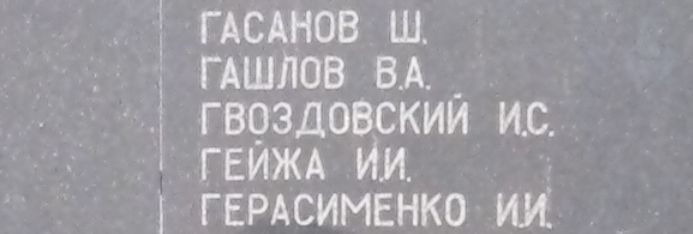 ГАСАНОВ Ш.
ГАШЛОВ В.А.
ГВОЗДОВСКИЙ И.С.
ГЕЙЖА И.И.
ГЕРАСИМЕНКО И.И.